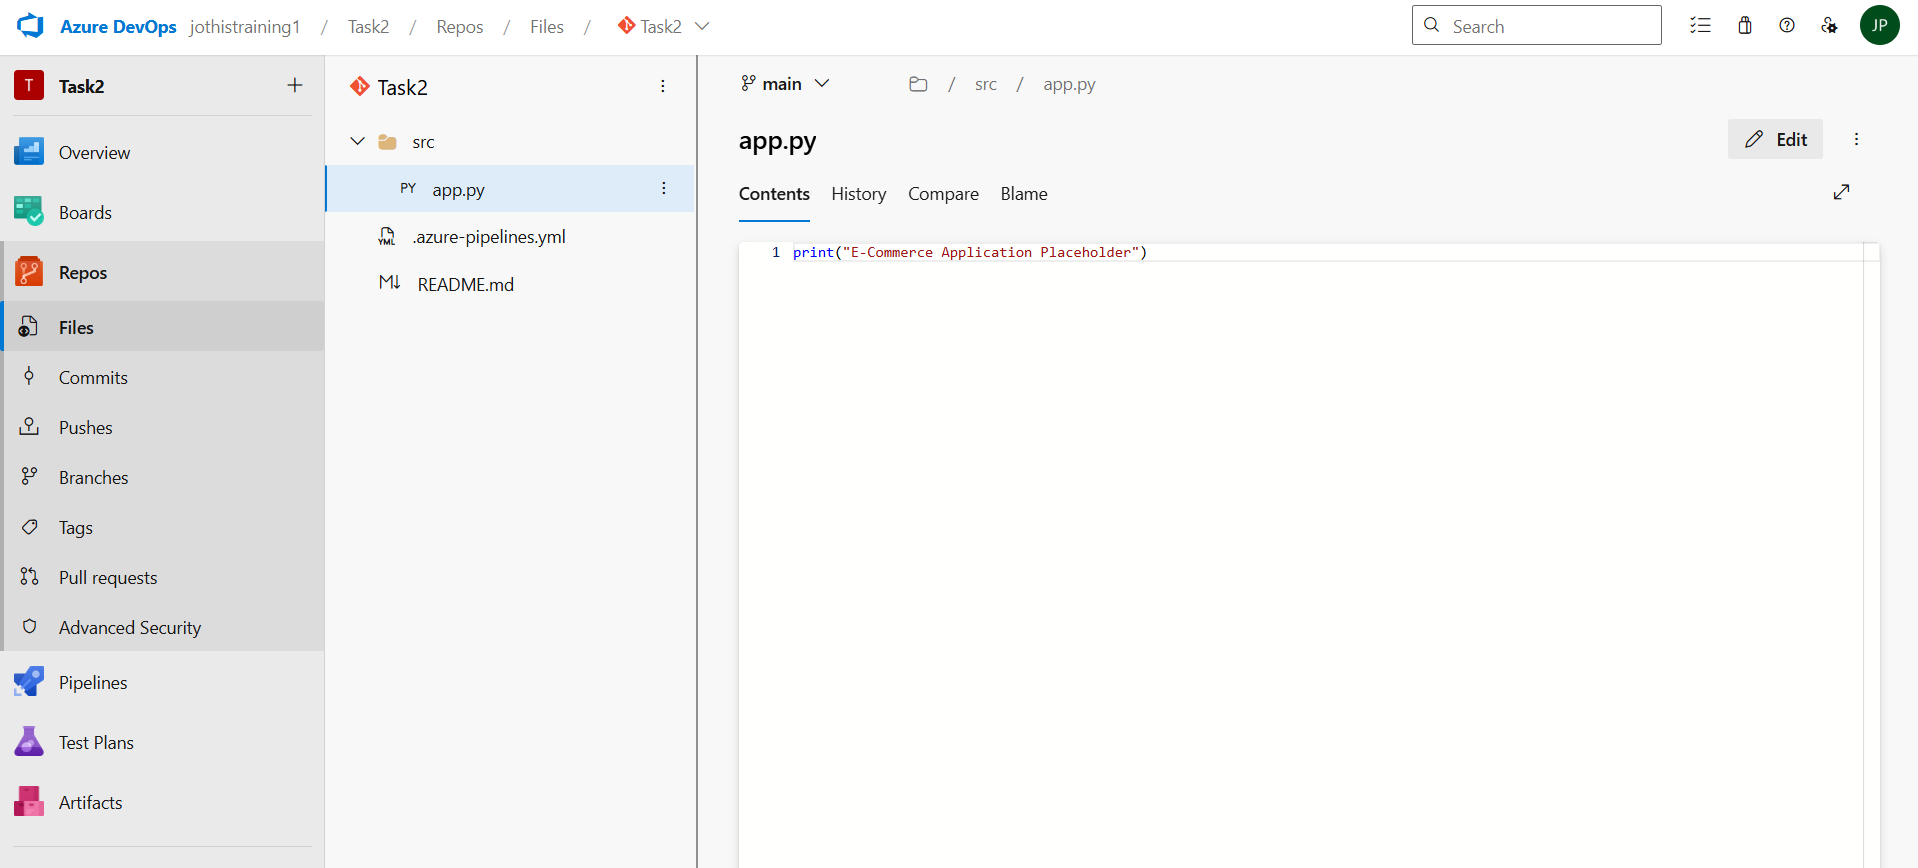 Azure DevOps jothistraining1 / Task2 / Repos / Files / Task2
Search
JP
T Task2 +
Overview
Boards
Repos
Files
Commits
Pushes
Branches
Tags
Pull requests
Advanced Security
Pipelines
Test Plans
Artifacts
Task2
src
PY app.py
YML .azure-pipelines.yml
M↓ README.md
main / src / app.py
app.py
Edit
Contents History Compare Blame
1 print("E-Commerce Application Placeholder")